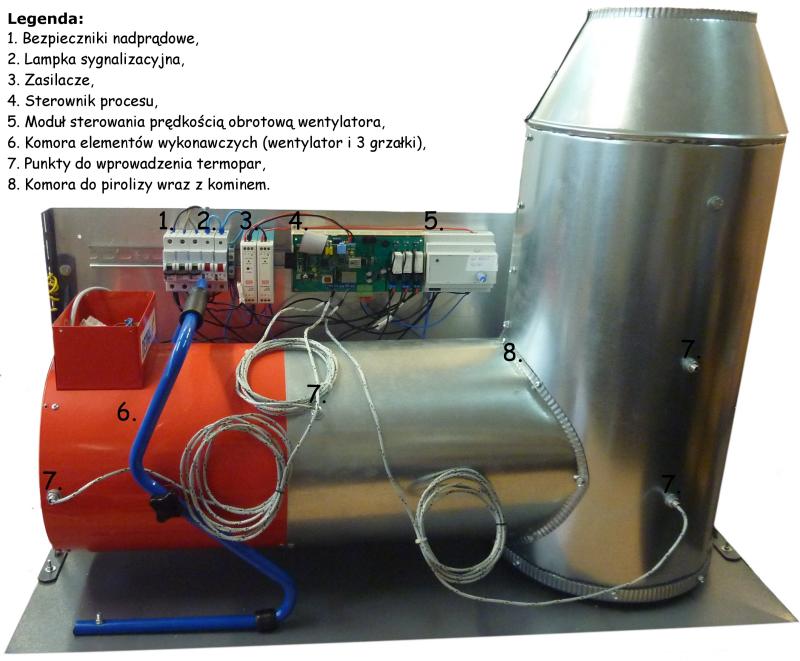 Legenda:
1. Bezpieczniki nadprądowe,
2. Lampka sygnalizacyjna,
3. Zasilacze,
4. Sterownik procesu,
5. Moduł sterowania prędkością obrotową wentylatora,
6. Komora elementów wykonawczych (wentylator i 3 grzałki),
7. Punkty do wprowadzenia termopar,
8. Komora do pirolizy wraz z kominem.
1. 2. 3. 4. 5.
8. 7.
7.
6.
7. 7.